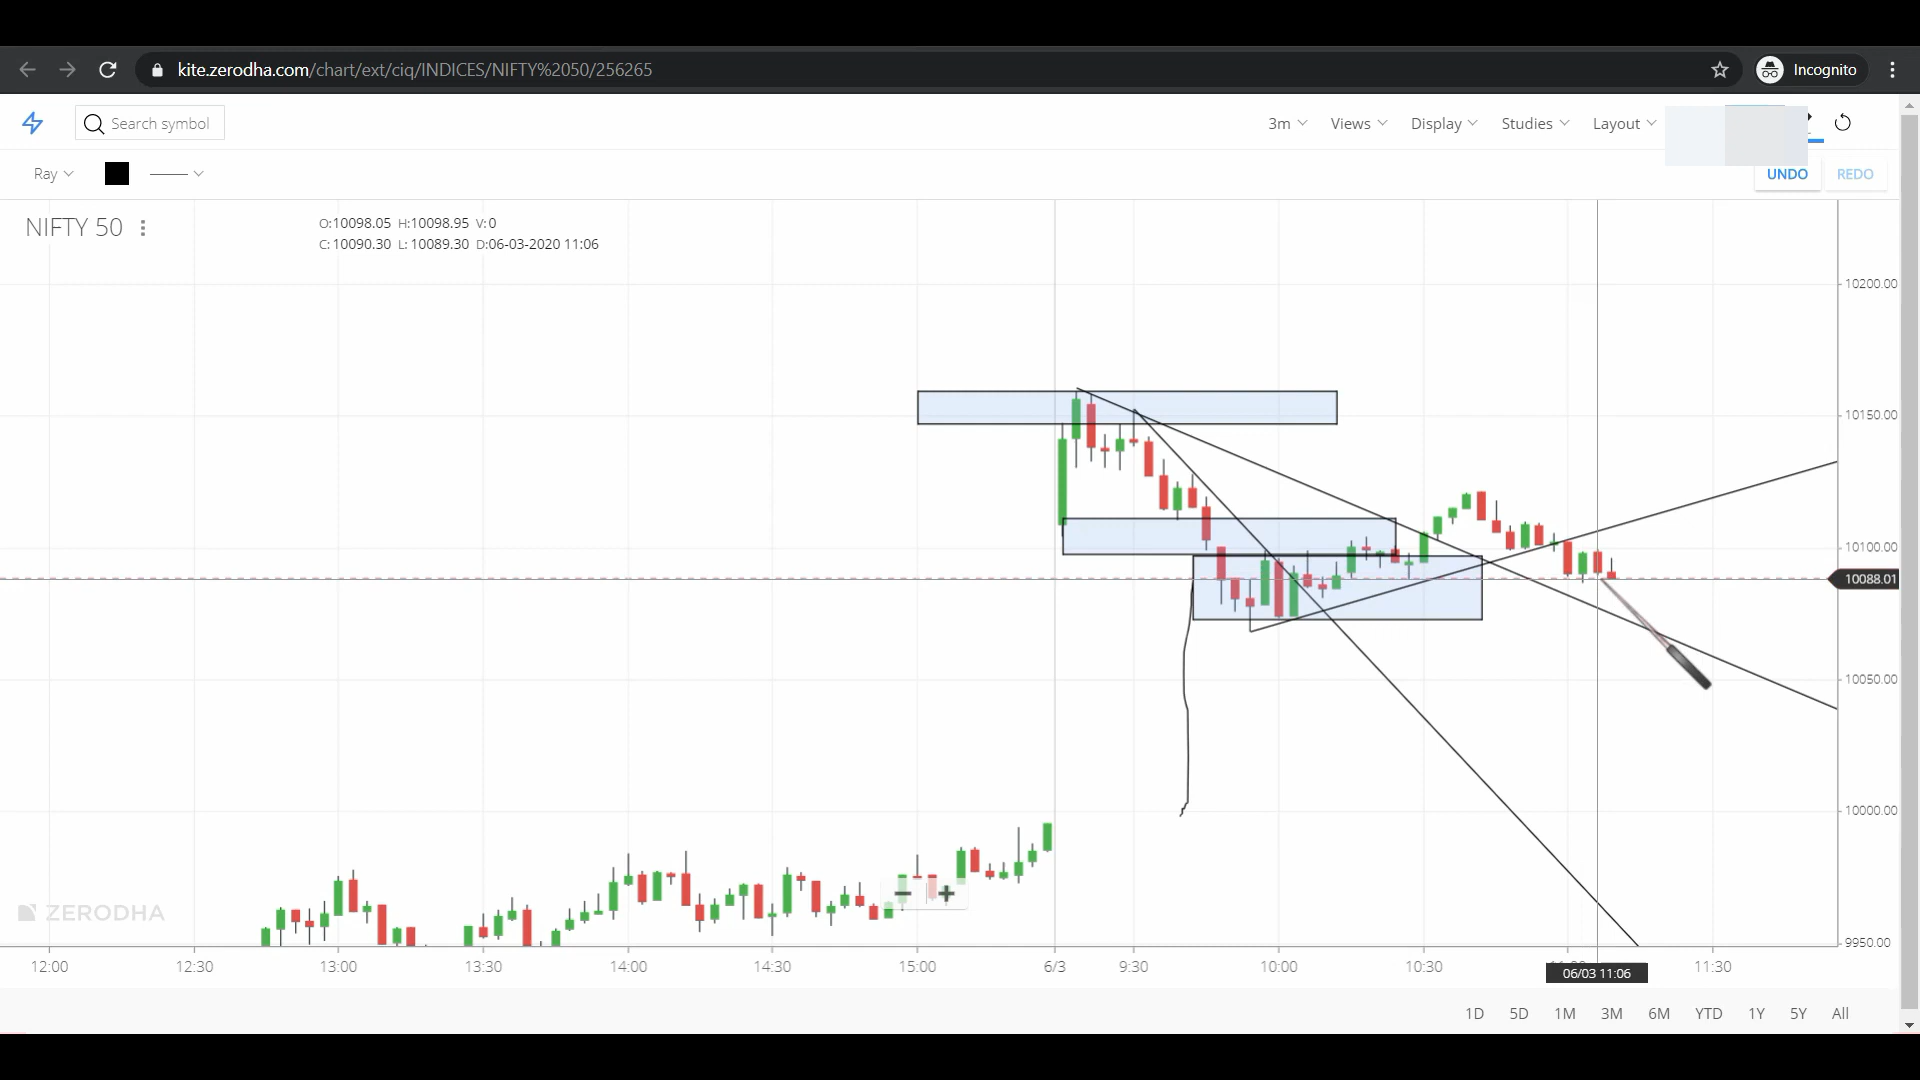 kite.zerodha.com/chart/ext/ciq/INDICES/NIFTY%2050/256265
Incognito
Search symbol
3m
Views
Display
Studies
Layout
Ray
UNDO
REDO
NIFTY 50
O:10098.05 H:10098.95 V:0
C:10090.30 L: 10089.30 D:06-03-2020 11:06
10200.00
10150.00
10100.00
10088.01
10050.00
10000.00
9950.00
ZERODHA
12:00 12:30 13:00 13:30 14:00 14:30 15:00 6/3 9:30 10:00 10:30 11:30
06/03 11:06
1D 5D 1M 3M 6M YTD 1Y 5Y All